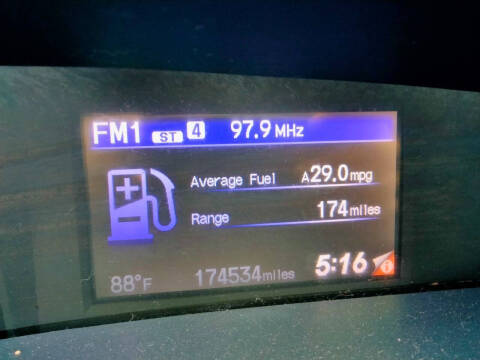 FM1 ST 4 97.9 MHz
Average Fuel A29.0mpg
Range 174miles
5:16 i
88°F 174534miles